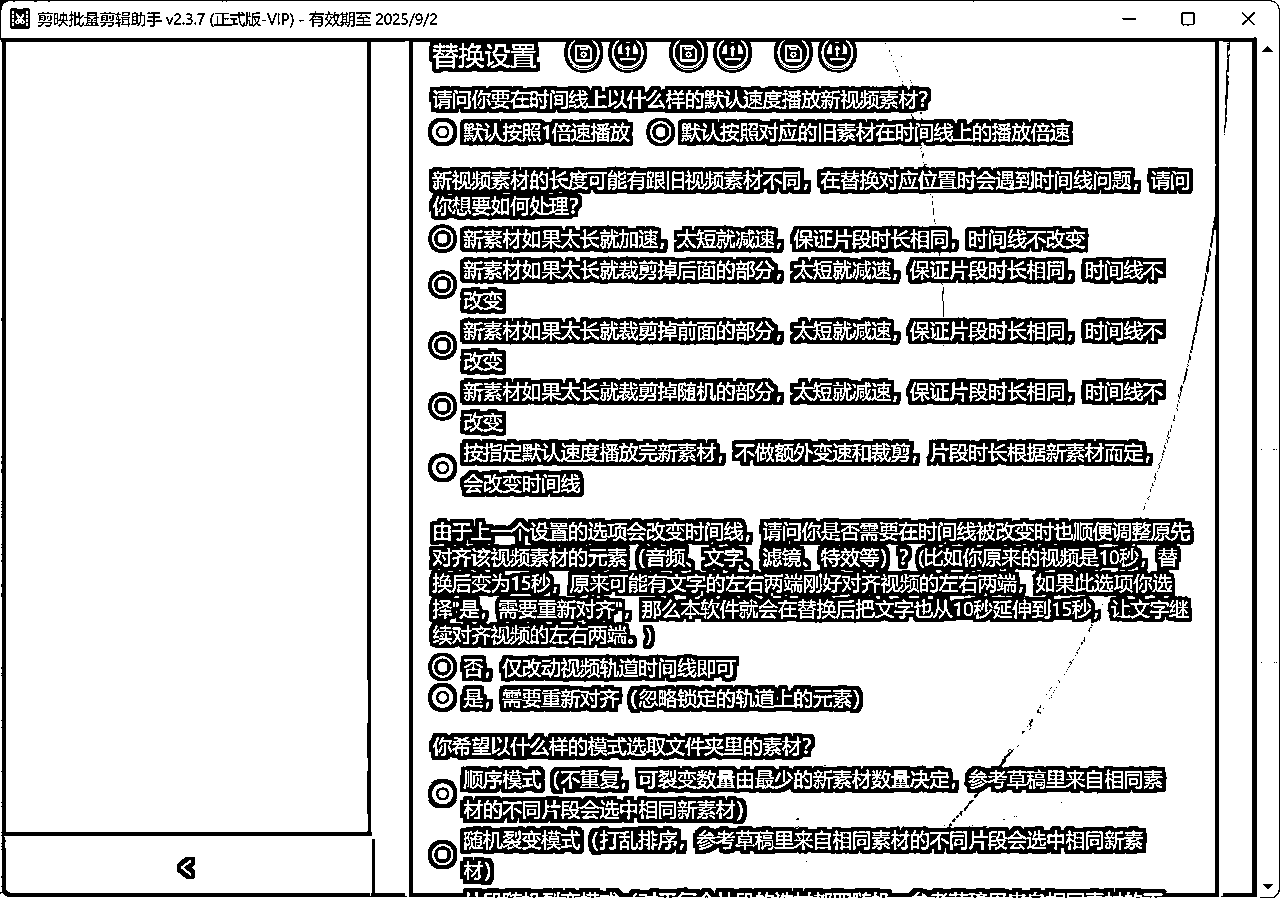 剪映批量剪辑助手 v2.3.7 (正式版-VIP) - 有效期至 2025/9/2
替换设置
请问你要在时间线上以什么样的默认速度播放新视频素材？
默认按照1倍速播放 默认按照对应的旧素材在时间线上的播放倍速
新视频素材的长度可能有跟旧视频素材不同，在替换对应位置时会遇到时间线问题，请问
你想要如何处理？
新素材如果太长就加速，太短就减速，保证片段时长相同，时间线不改变
新素材如果太长就裁剪掉后面的部分，太短就减速，保证片段时长相同，时间线不
改变
新素材如果太长就裁剪掉前面的部分，太短就减速，保证片段时长相同，时间线不
改变
新素材如果太长就裁剪掉随机的部分，太短就减速，保证片段时长相同，时间线不
改变
按指定默认速度播放完新素材，不做额外变速和裁剪，片段时长根据新素材而定，
会改变时间线
由于上一个设置的选项会改变时间线，请问你是否需要在时间线被改变时也顺便调整原先
对齐该视频素材的元素（音频、文字、滤镜、特效等）？(比如你原来的视频是10秒，替
换后变为15秒，原来可能有文字的左右两端刚好对齐视频的左右两端，如果此选项你选
择"是，需要重新对齐"，那么本软件就会在替换后把文字也从10秒延伸到15秒，让文字继
续对齐视频的左右两端。)
否，仅改动视频轨道时间线即可
是，需要重新对齐（忽略锁定的轨道上的元素）
你希望以什么样的模式选取文件夹里的素材？
顺序模式（不重复，可裂变数量由最少的新素材数量决定，参考草稿里来自相同素
材的不同片段会选中相同新素材）
随机裂变模式（打乱排序，参考草稿里来自相同素材的不同片段会选中相同新素
材）